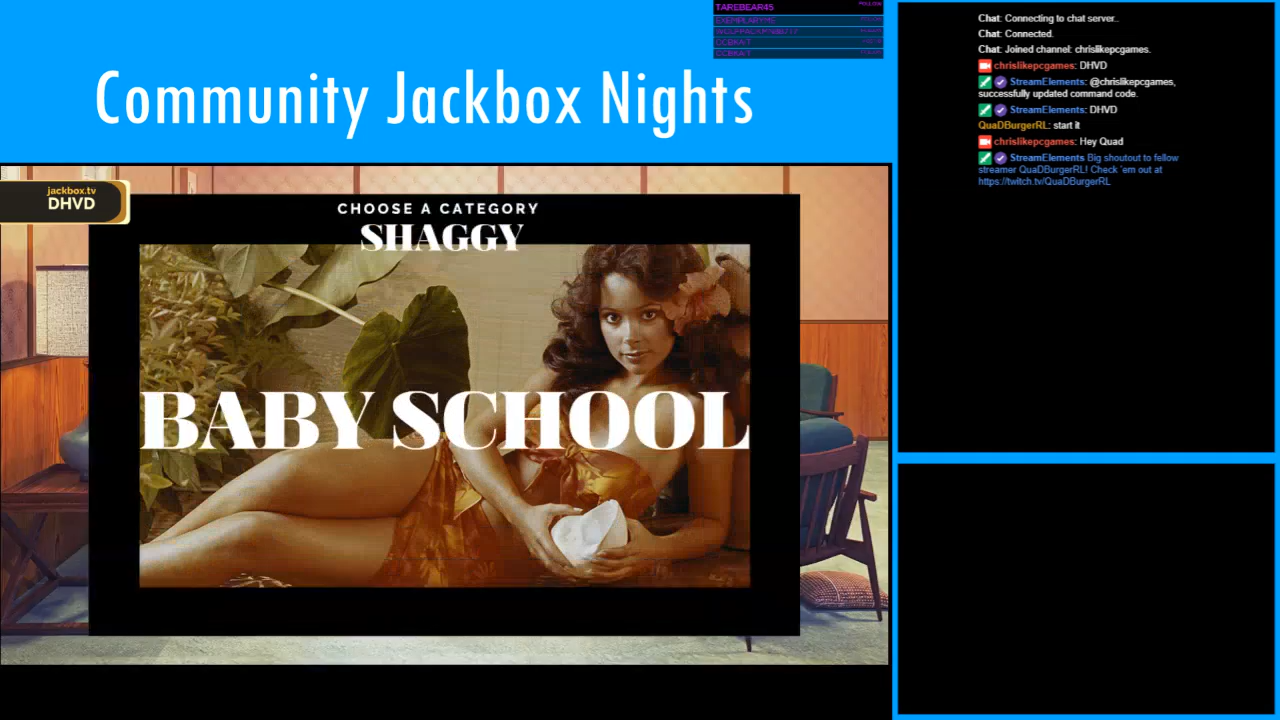 TAREBEAR45
FOLLOW
Community Jackbox Nights
jackbox.tv
DHVD
CHOOSE A CATEGORY
SHAGGY
BABY SCHOOL
Chat: Connecting to chat server..
Chat: Connected.
Chat: Joined channel: chrislikepcgames.
chrislikepcgames: DHVD
StreamElements: @chrislikepcgames,
successfully updated command code.
StreamElements: DHVD
QuaDBurgerRL: start it
chrislikepcgames: Hey Quad
StreamElements Big shoutout to fellow
streamer QuaDBurgerRL! Check 'em out at
https://twitch.tv/QuaDBurgerRL